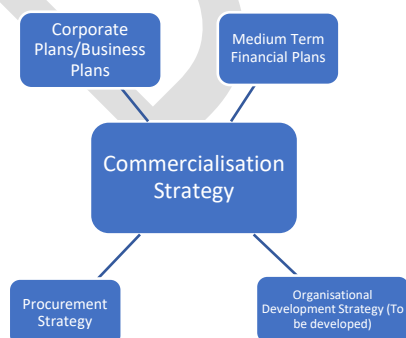 Corporate
Plans/Business
Plans
Medium Term
Financial Plans
Commercialisation
Strategy
Procurement
Strategy
Organisational
Development Strategy (To
be developed)